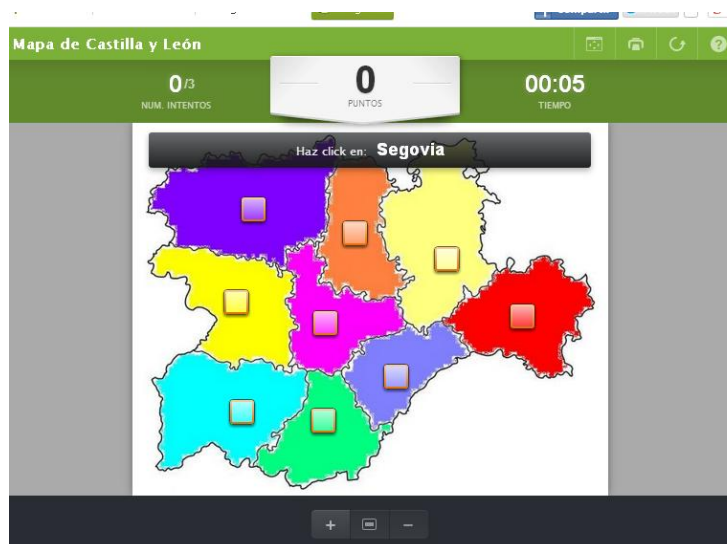 Mapa de Castilla y León
0/3
NUM. INTENTOS
0
PUNTOS
00:05
TIEMPO
Haz click en: Segovia